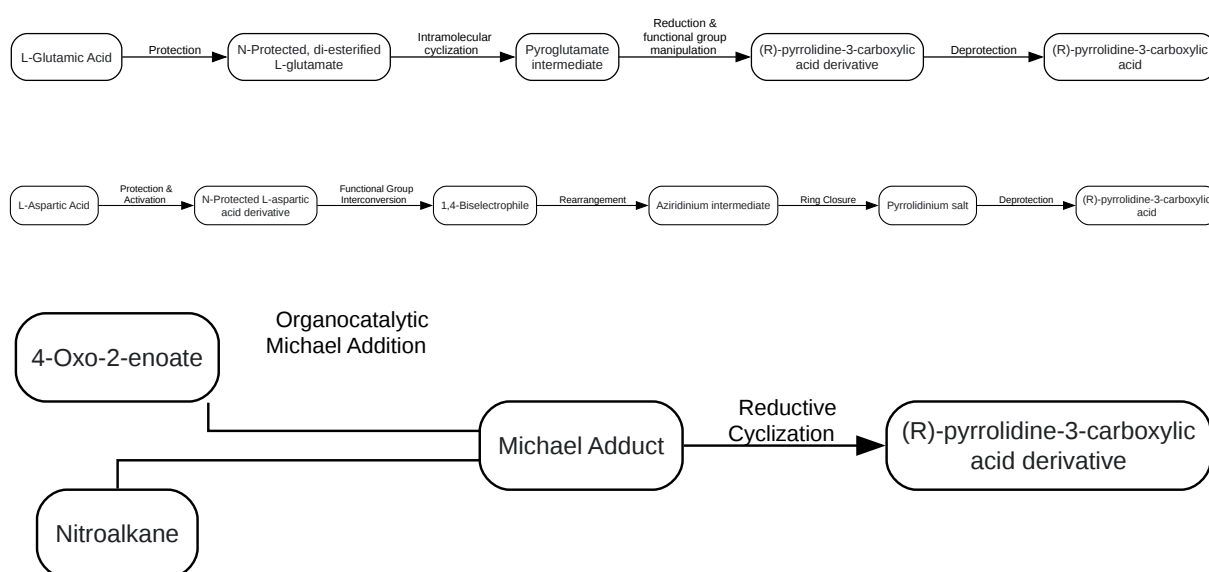 L-Glutamic Acid
Protection
N-Protected, di-esterified
L-glutamate
Intramolecular
cyclization
Pyroglutamate
intermediate
Reduction &
functional group
manipulation
(R)-pyrrolidine-3-carboxylic
acid derivative
Deprotection
(R)-pyrrolidine-3-carboxylic
acid
L-Aspartic Acid
Protection &
Activation
N-Protected L-aspartic
acid derivative
Functional Group
Interconversion
1,4-Biselectrophile
Rearrangement
Aziridinium intermediate
Ring Closure
Pyrrolidinium salt
Deprotection
(R)-pyrrolidine-3-carboxylic
acid
4-Oxo-2-enoate
Organocatalytic
Michael Addition
Nitroalkane
Michael Adduct
Reductive
Cyclization
(R)-pyrrolidine-3-carboxylic
acid derivative